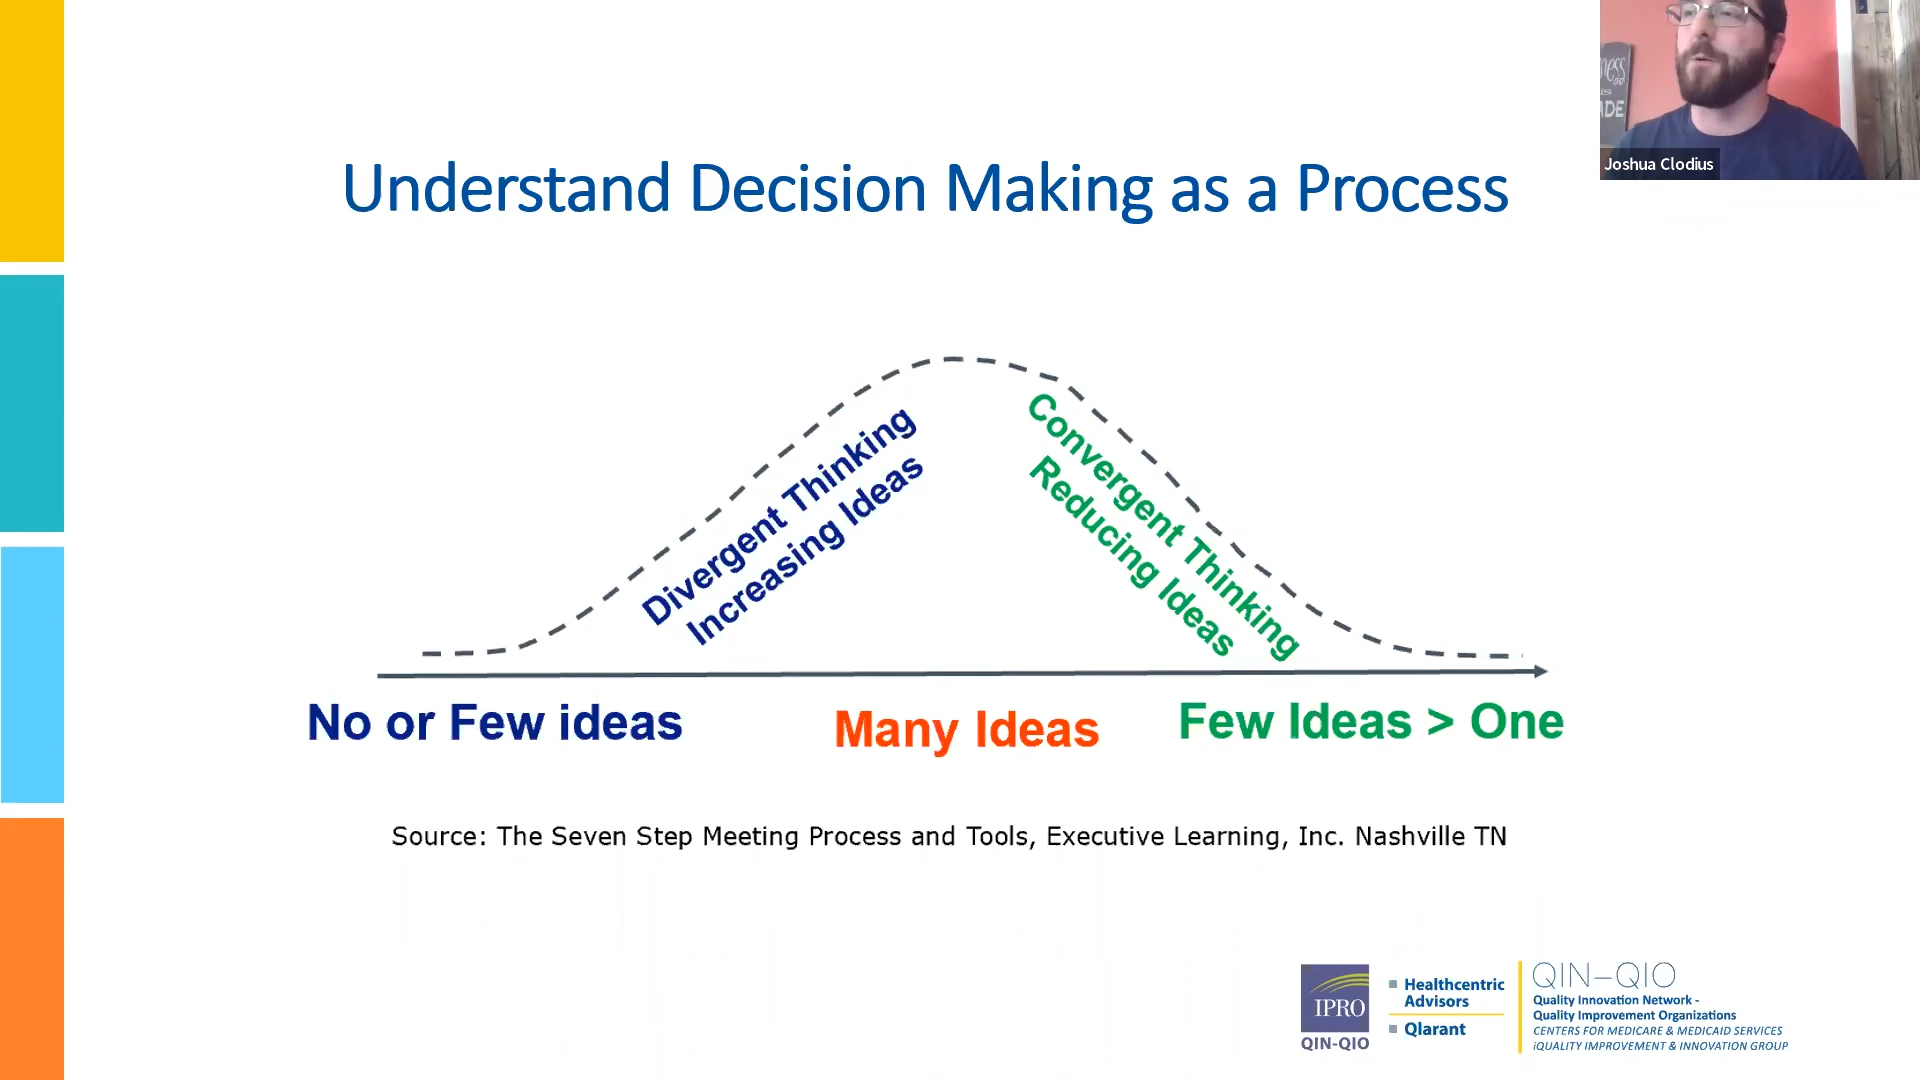 Understand Decision Making as a Process
ness
is
ADE
Joshua Clodius
Divergent Thinking
Increasing Ideas
Convergent Thinking
Reducing Ideas
No or Few ideas
Many Ideas
Few Ideas > One
Source: The Seven Step Meeting Process and Tools, Executive Learning, Inc. Nashville TN
IPRO
QIN-QIO
Healthcentric
Advisors
Qlarant
QIN–QIO
Quality Innovation Network -
Quality Improvement Organizations
CENTERS FOR MEDICARE & MEDICAID SERVICES
iQUALITY IMPROVEMENT & INNOVATION GROUP